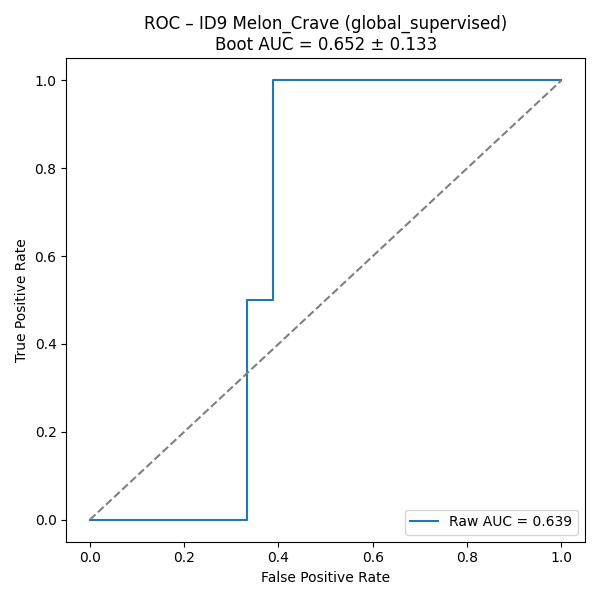 ROC – ID9 Melon_Crave (global_supervised)
Boot AUC = 0.652 ± 0.133
True Positive Rate
1.0
0.8
0.6
0.4
0.2
0.0
Raw AUC = 0.639
0.0 0.2 0.4 0.6 0.8 1.0
False Positive Rate